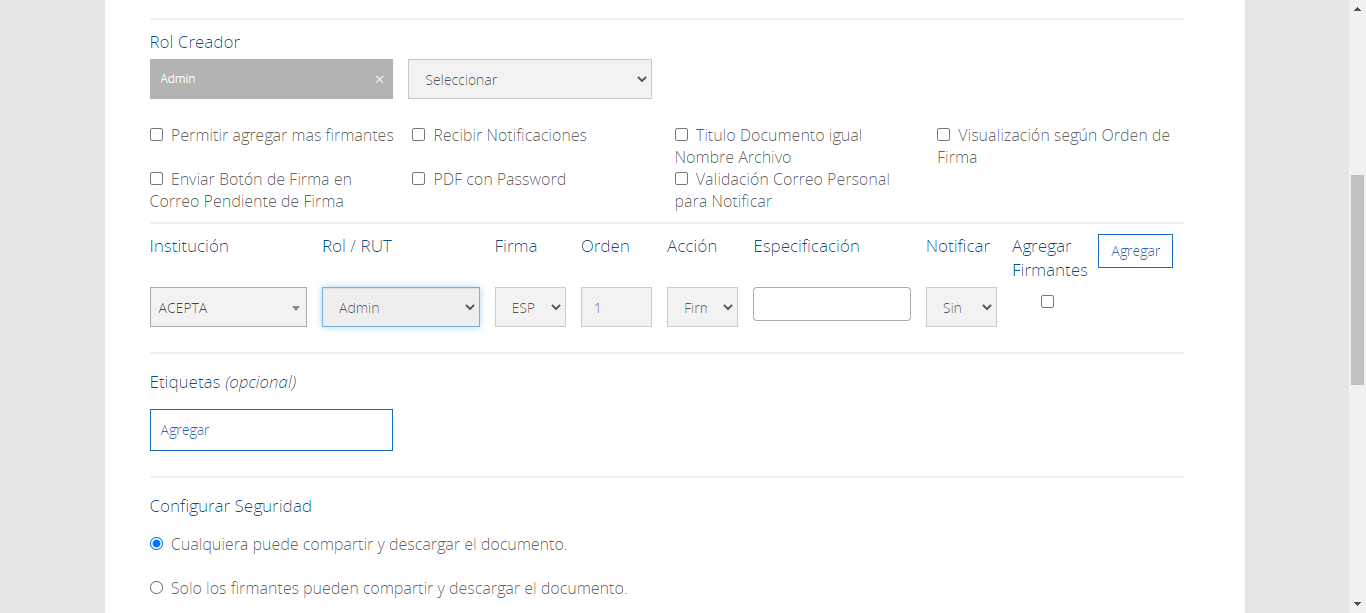 Rol Creador
Admin ×
Seleccionar
Permitir agregar mas firmantes
Recibir Notificaciones
Titulo Documento igual
Nombre Archivo
Visualización según Orden de
Firma
Enviar Botón de Firma en
Correo Pendiente de Firma
PDF con Password
Validación Correo Personal
para Notificar
Institución Rol / RUT Firma Orden Acción Especificación Notificar
Agregar
Firmantes
Agregar
ACEPTA Admin ESP 1 Firn Sin
Etiquetas (opcional)
Agregar
Configurar Seguridad
Cualquiera puede compartir y descargar el documento.
Solo los firmantes pueden compartir y descargar el documento.